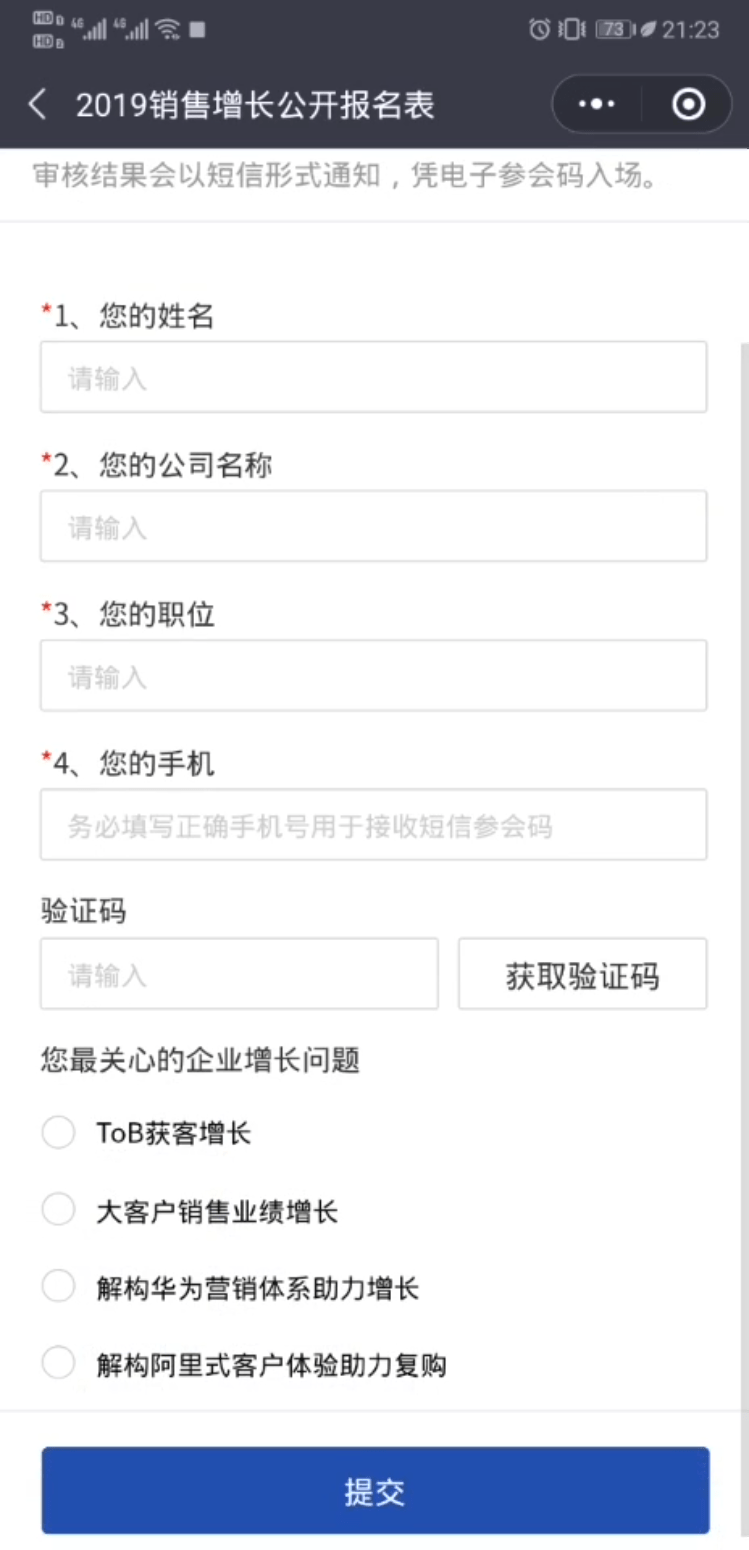 HD 4G 4G 73 21:23
HD 2
2019销售增长公开报名表
审核结果会以短信形式通知，凭电子参会码入场。
*1、您的姓名
请输入
*2、您的公司名称
请输入
*3、您的职位
请输入
*4、您的手机
务必填写正确手机号用于接收短信参会码
验证码
请输入 获取验证码
您最关心的企业增长问题
ToB获客增长
大客户销售业绩增长
解构华为营销体系助力增长
解构阿里式客户体验助力复购
提交